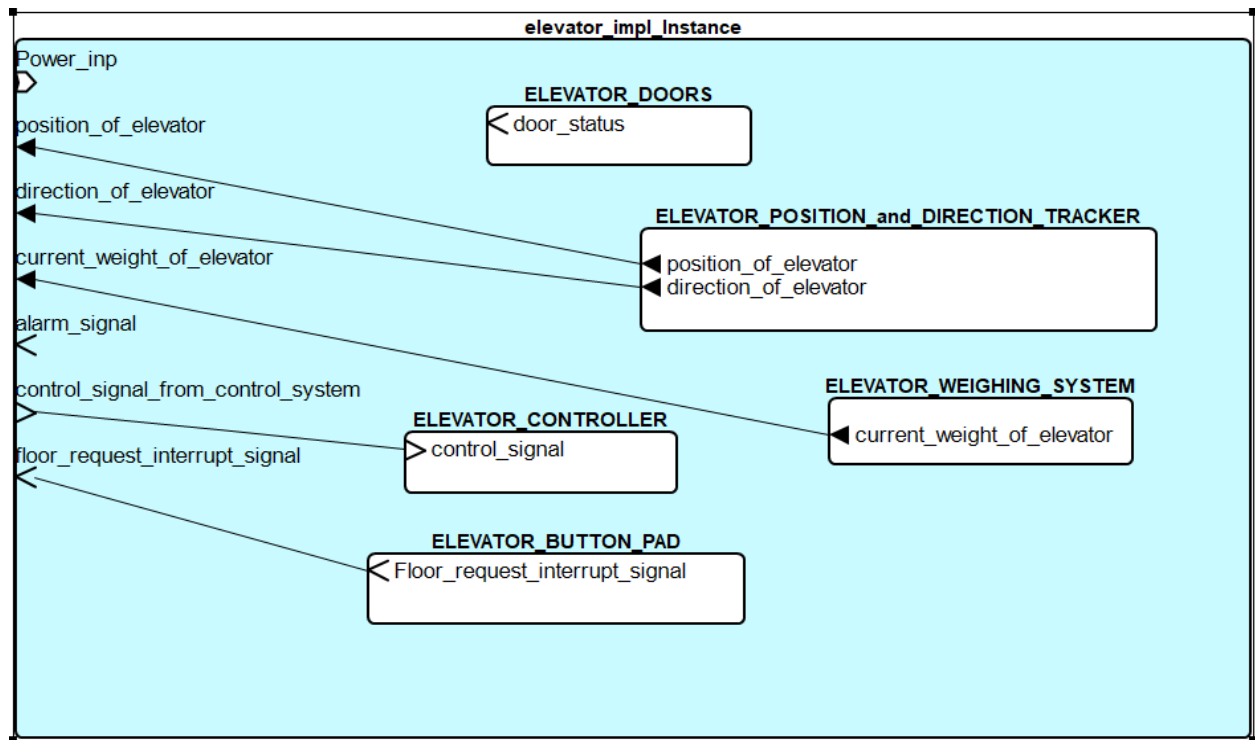 elevator_impl_Instance
Power_inp
ELEVATOR_DOORS
door_status
position_of_elevator
direction_of_elevator
ELEVATOR_POSITION_and_DIRECTION_TRACKER
position_of_elevator
direction_of_elevator
current_weight_of_elevator
alarm_signal
control_signal_from_control_system
ELEVATOR_WEIGHING_SYSTEM
current_weight_of_elevator
ELEVATOR_CONTROLLER
control_signal
floor_request_interrupt_signal
ELEVATOR_BUTTON_PAD
Floor_request_interrupt_signal